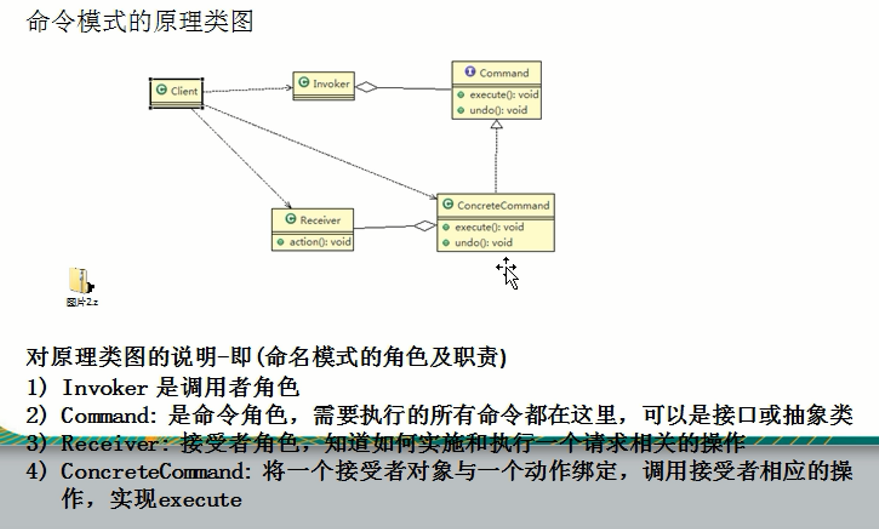 命令模式的原理类图
Client
Invoker
Command
execute(): void
undo(): void
ConcreteCommand
execute(): void
undo(): void
Receiver
action(): void
图片2.z
对原理类图的说明-即(命名模式的角色及职责)
1) Invoker 是调用者角色
2) Command: 是命令角色，需要执行的所有命令都在这里，可以是接口或抽象类
3) Receiver: 接受者角色，知道如何实施和执行一个请求相关的操作
4) ConcreteCommand: 将一个接受者对象与一个动作绑定，调用接受者相应的操
作，实现execute